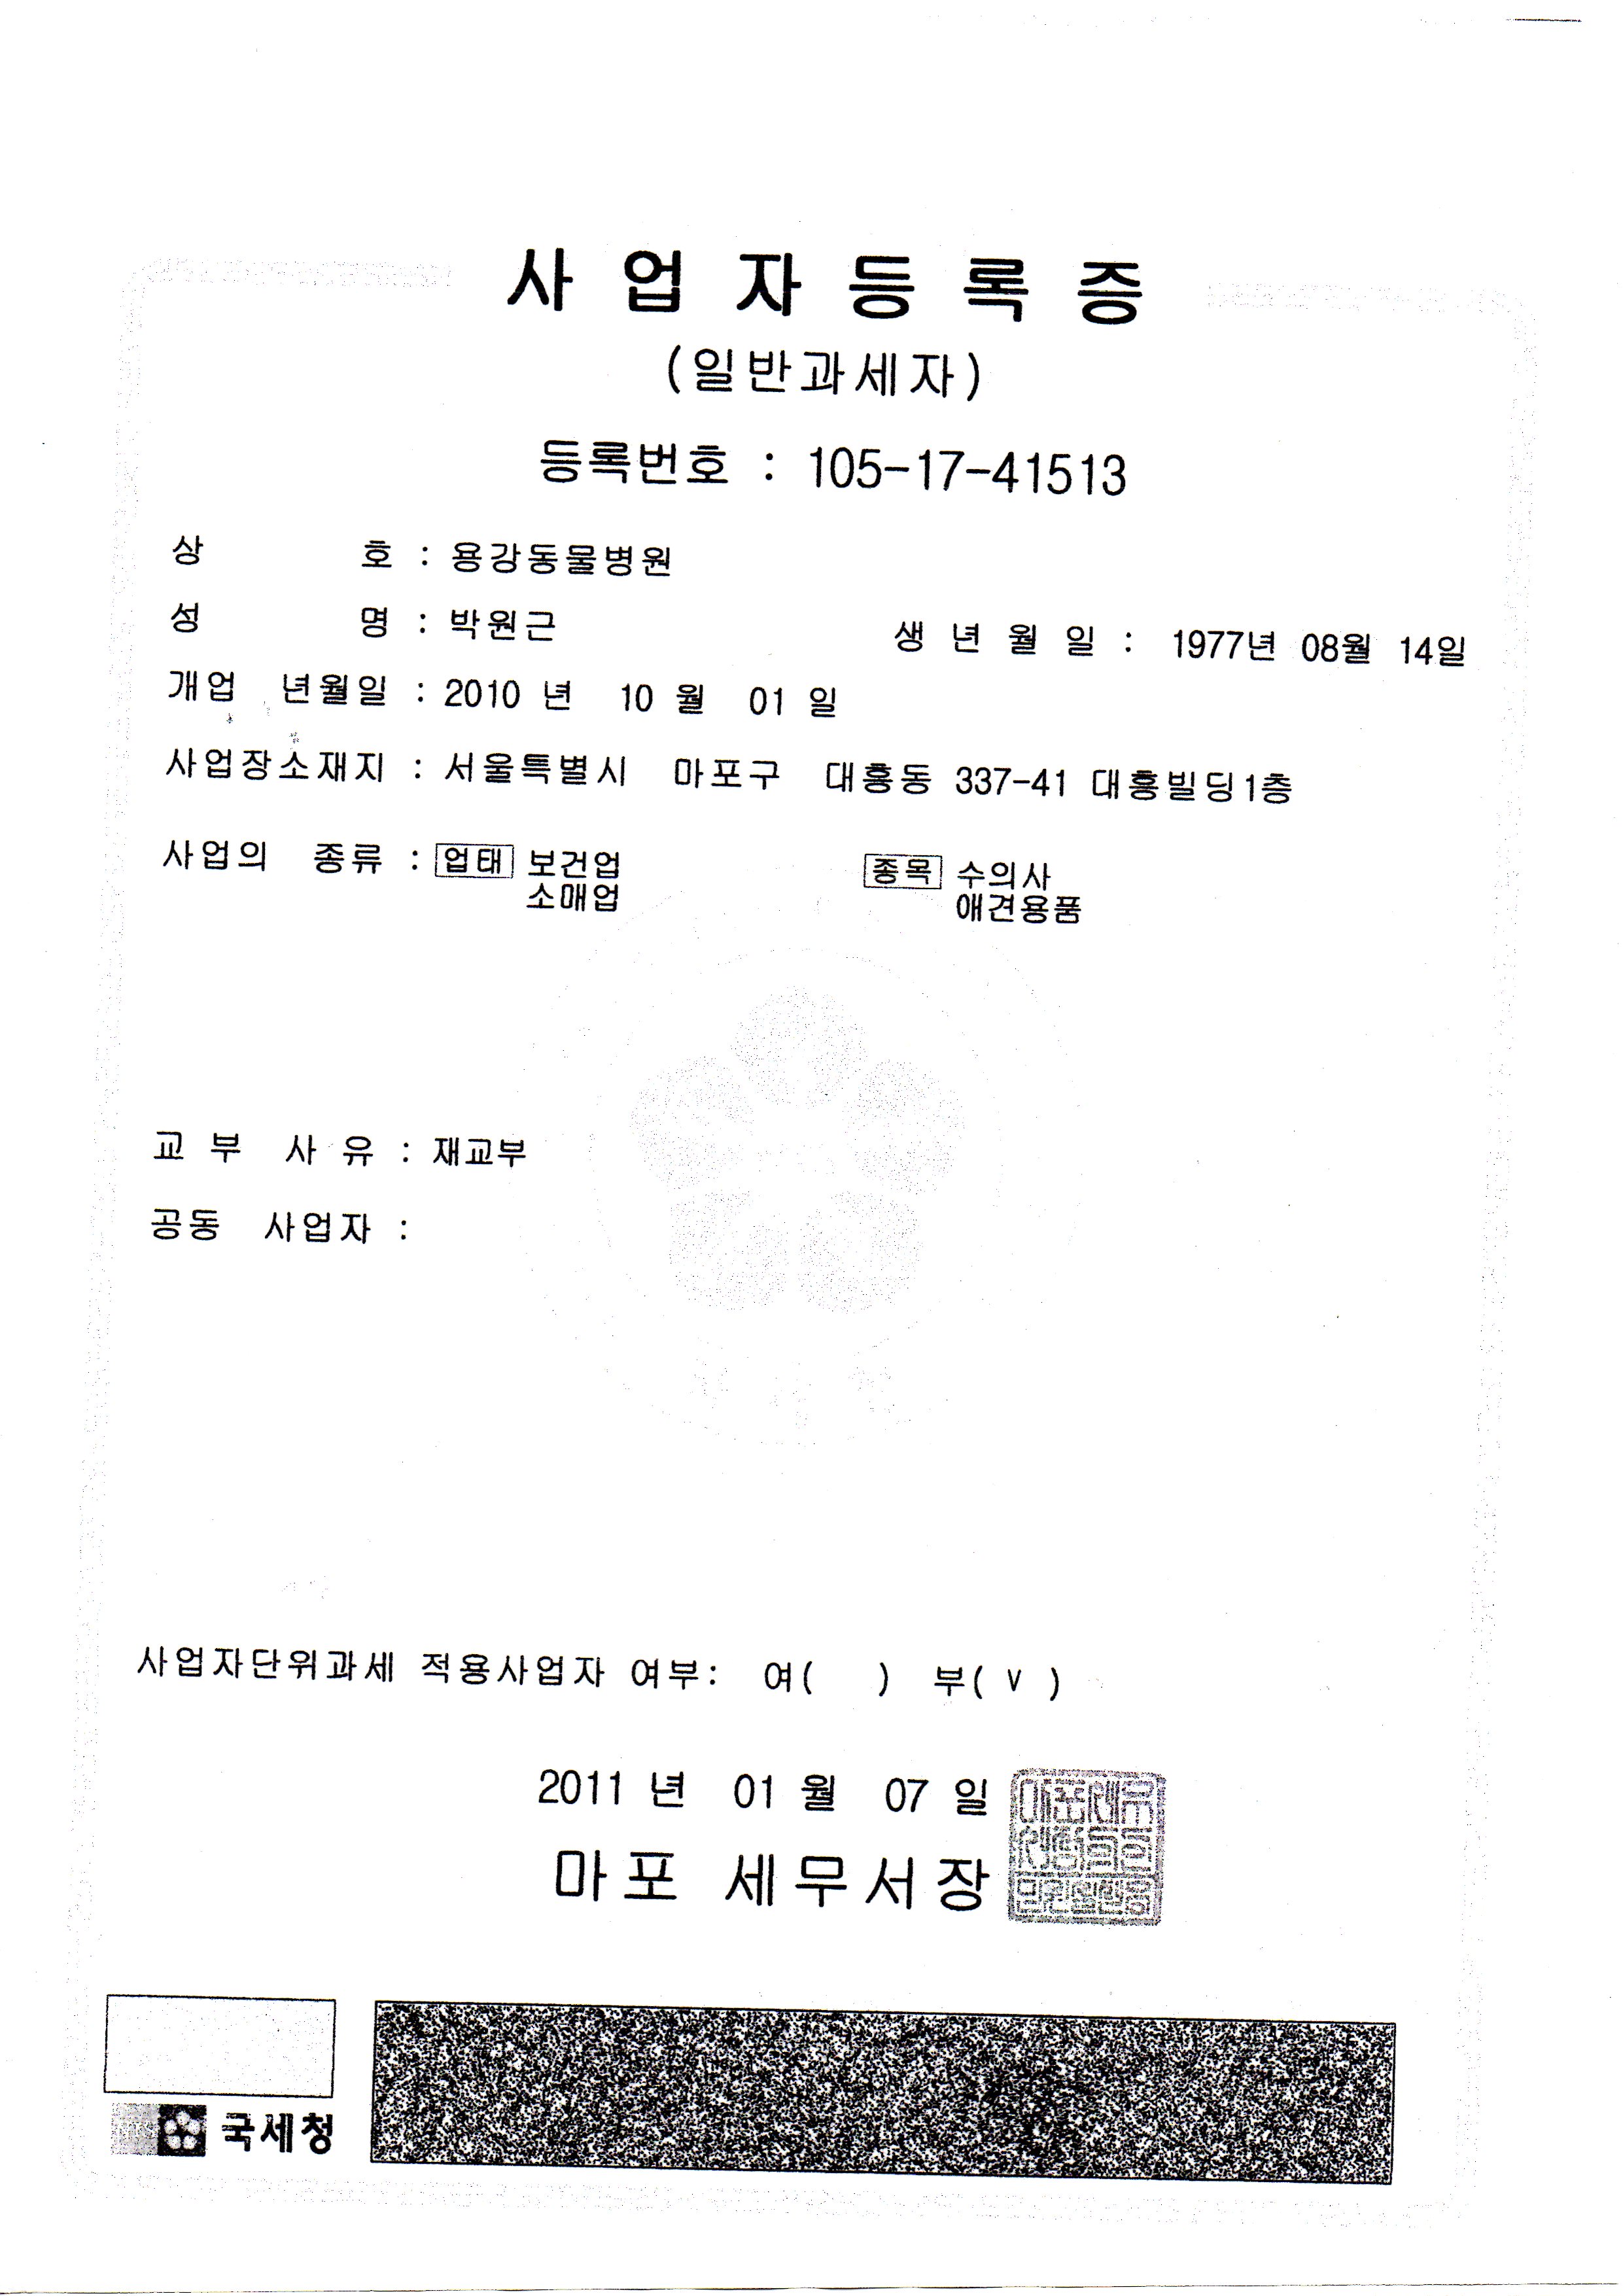 사업자등록증
(일반과세자)
등록번호 : 105-17-41513
상 호 : 용강동물병원
성 명 : 박원근 생년월일 : 1977년 08월 14일
개업 년월일 : 2010 년 10 월 01 일
사업장소재지 : 서울특별시 마포구 대흥동 337-41 대흥빌딩1층
사업의 종류 : 업태 보건업 종목 수의사
소매업 애견용품
교부 사유 : 재교부
공동 사업자 :
사업자단위과세 적용사업자 여부: 여( ) 부( v )
2011 년 01 월 07 일
마포 세무서장
국세청